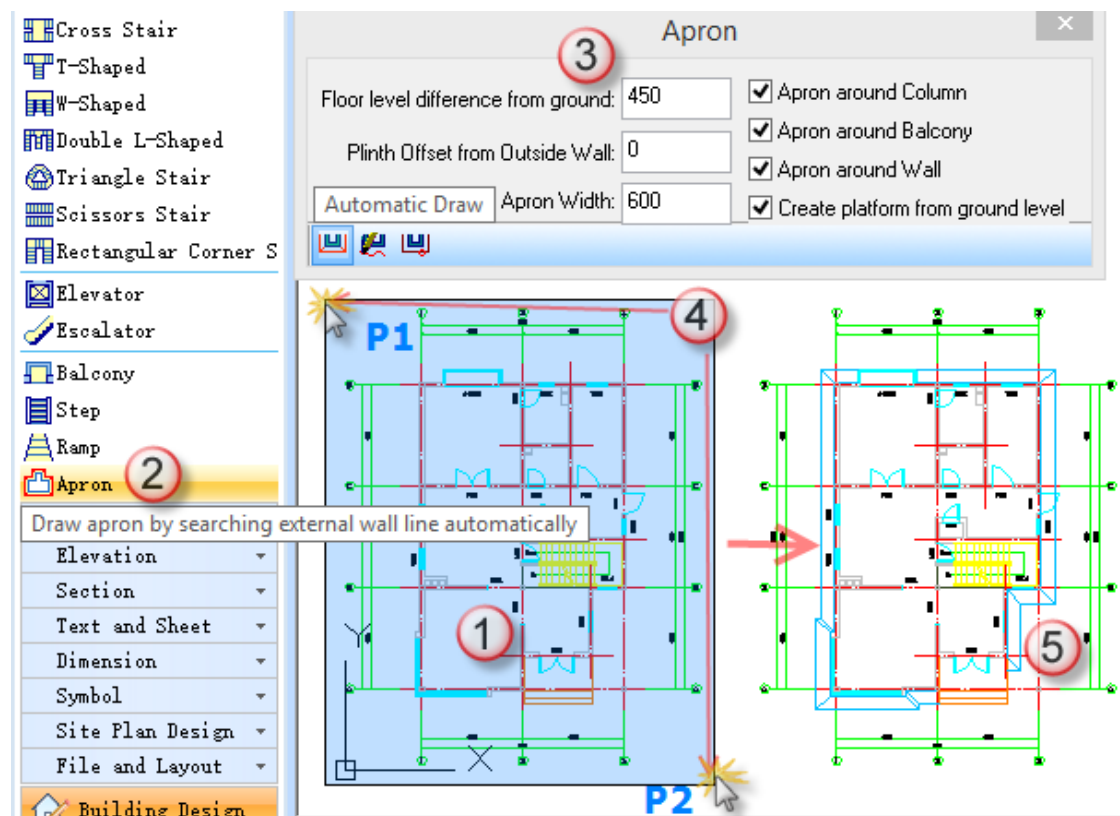 Cross Stair
T-Shaped
W-Shaped
Double L-Shaped
Triangle Stair
Scissors Stair
Rectangular Corner S
Elevator
Escalator
Balcony
Step
Ramp
Apron
2
Draw apron by searching external wall line automatically
Elevation
Section
Text and Sheet
Dimension
Symbol
Site Plan Design
File and Layout
Building Design
Apron
3
Floor level difference from ground: 450
Plinth Offset from Outside Wall: 0
Automatic Draw
Apron Width: 600
Apron around Column
Apron around Balcony
Apron around Wall
Create platform from ground level
P1
4
1
Y
X
P2
5